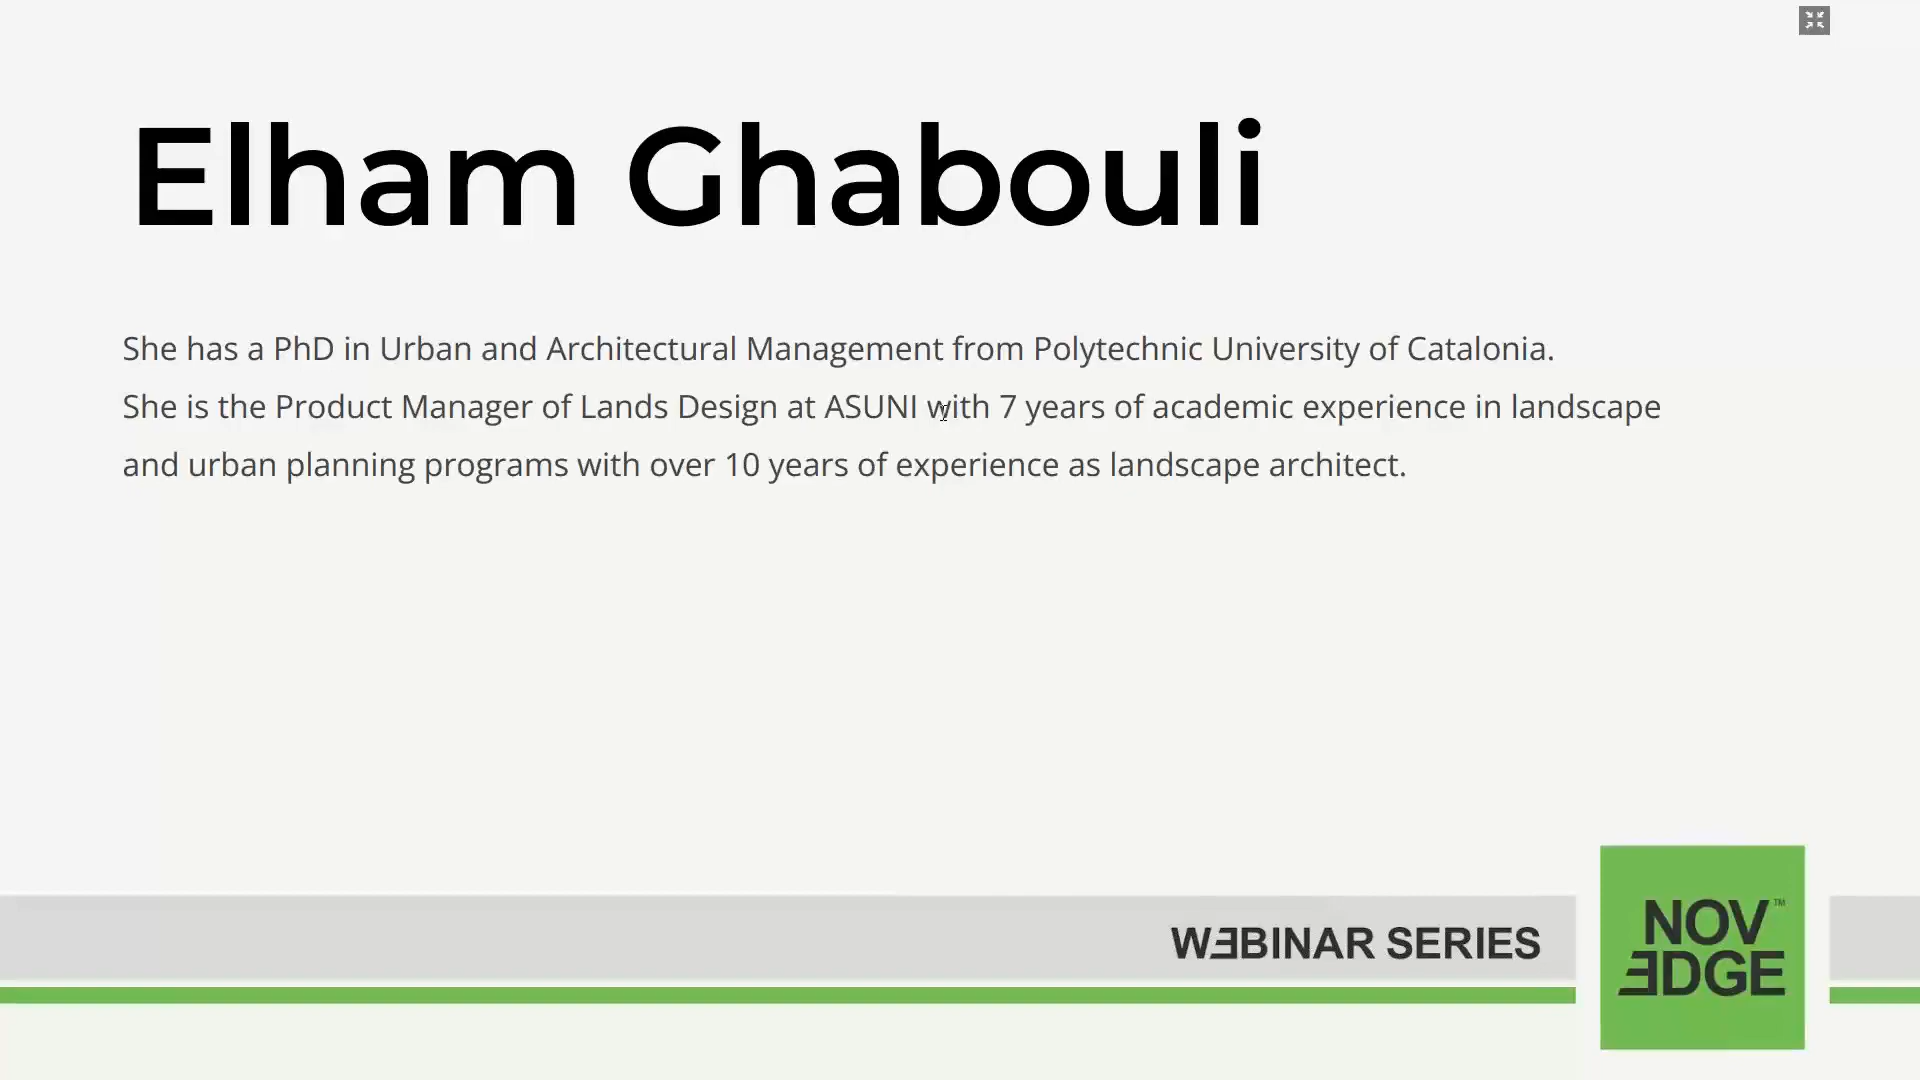 Elham Ghabouli
She has a PhD in Urban and Architectural Management from Polytechnic University of Catalonia.
She is the Product Manager of Lands Design at ASUNI with 7 years of academic experience in landscape
and urban planning programs with over 10 years of experience as landscape architect.
WEBINAR SERIES
NOV™
EDGE